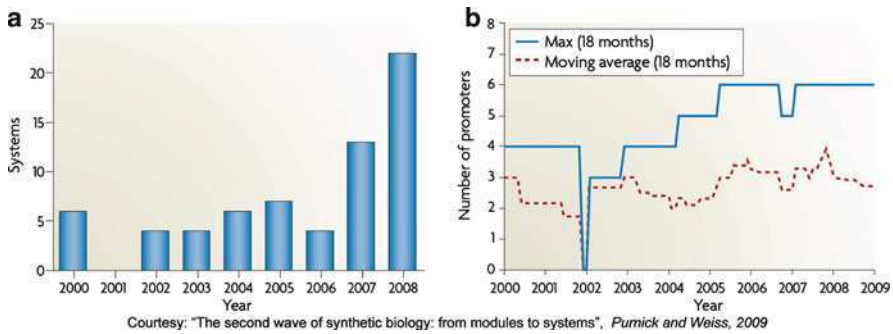 a
25
20
15
10
5
0
Systems
2000 2001 2002 2003 2004 2005 2006 2007 2008
Year
b
8
7
6
5
4
3
2
1
0
Number of promoters
Max (18 months)
Moving average (18 months)
2000 2001 2002 2003 2004 2005 2006 2007 2008 2009
Year
Courtesy: "The second wave of synthetic biology: from modules to systems", Purnick and Weiss, 2009